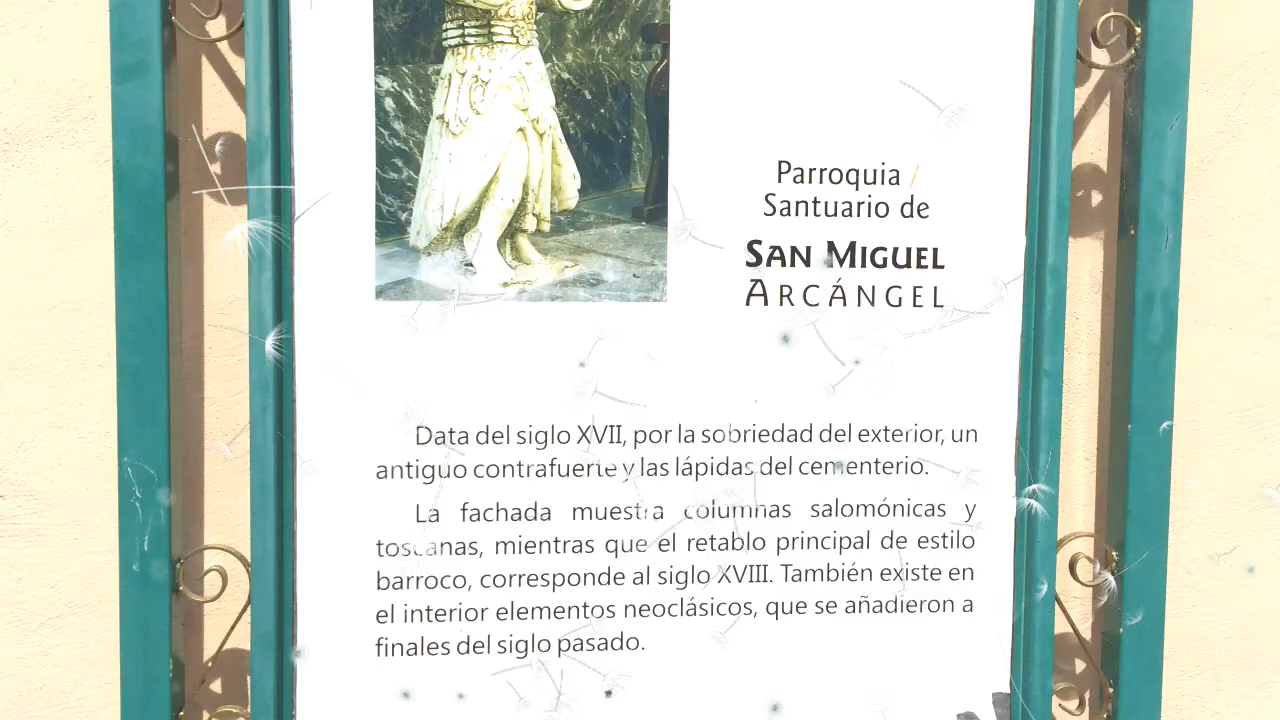 Parroquia /
Santuario de
SAN MIGUEL
ARCÁNGEL
Data del siglo XVII, por la sobriedad del exterior, un
antiguo contrafuerte y las lápidas del cementerio.
La fachada muestra columnas salomónicas y
toscanas, mientras que el retablo principal de estilo
barroco, corresponde al siglo XVIII. También existe en
el interior elementos neoclásicos, que se añadieron a
finales del siglo pasado.